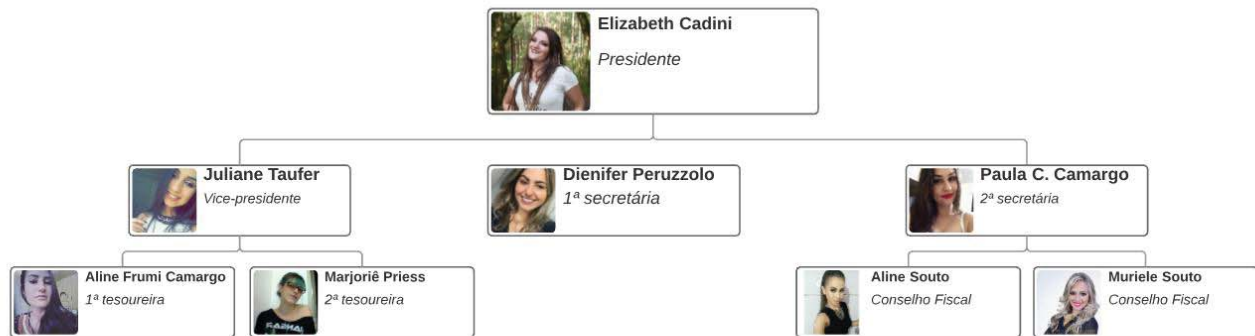 Elizabeth Cadini
Presidente
Juliane Taufer
Vice-presidente
Dienifer Peruzzolo
1ª secretária
Paula C. Camargo
2ª secretária
Aline Frumi Camargo
1ª tesoureira
Marjoriê Priess
2ª tesoureira
Aline Souto
Conselho Fiscal
Muriele Souto
Conselho Fiscal